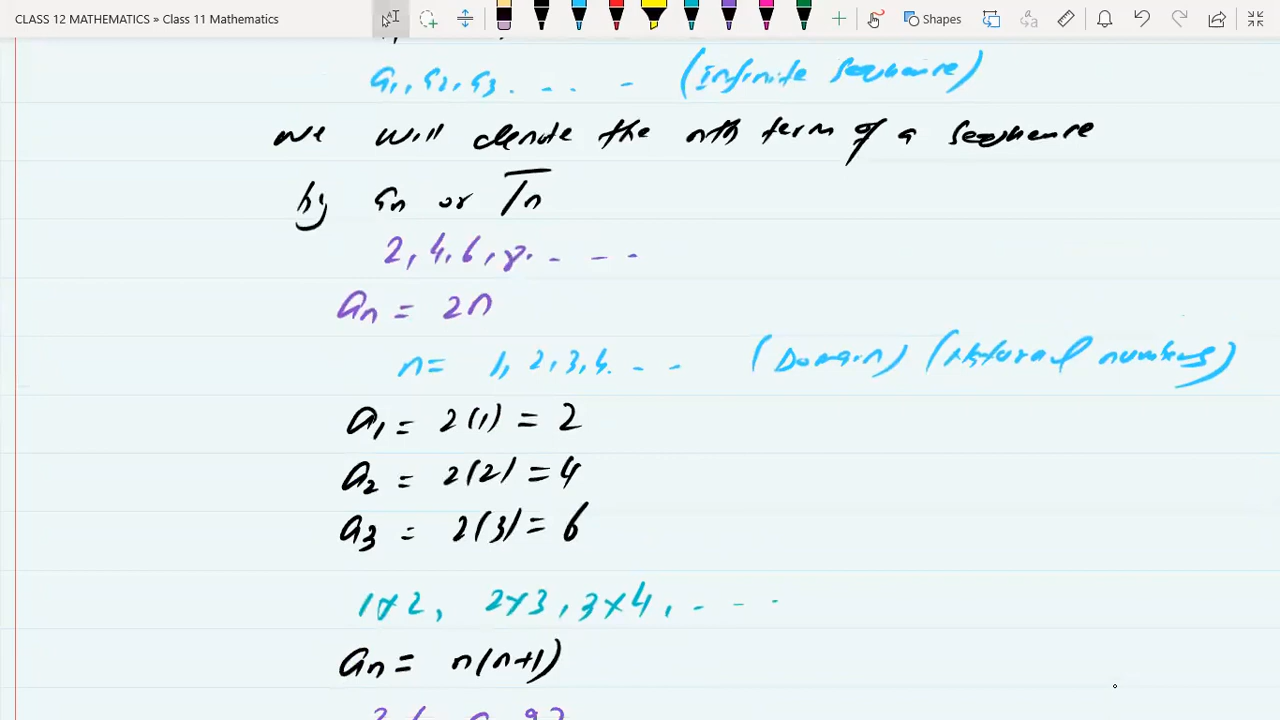 CLASS 12 MATHEMATICS » Class 11 Mathematics
Shapes
a1, a2, a3. ... - (Infinite sequence)
we will denote the nth term of a sequence
by an or Tn
2, 4, 6, 8. - - -
an = 2n
n= 1, 2, 3, 4. - - (Domain) (Natural numbers)
a1 = 2(1) = 2
a2 = 2(2) = 4
a3 = 2(3) = 6
1×2, 2×3, 3×4, - - -
an = n(n+1)